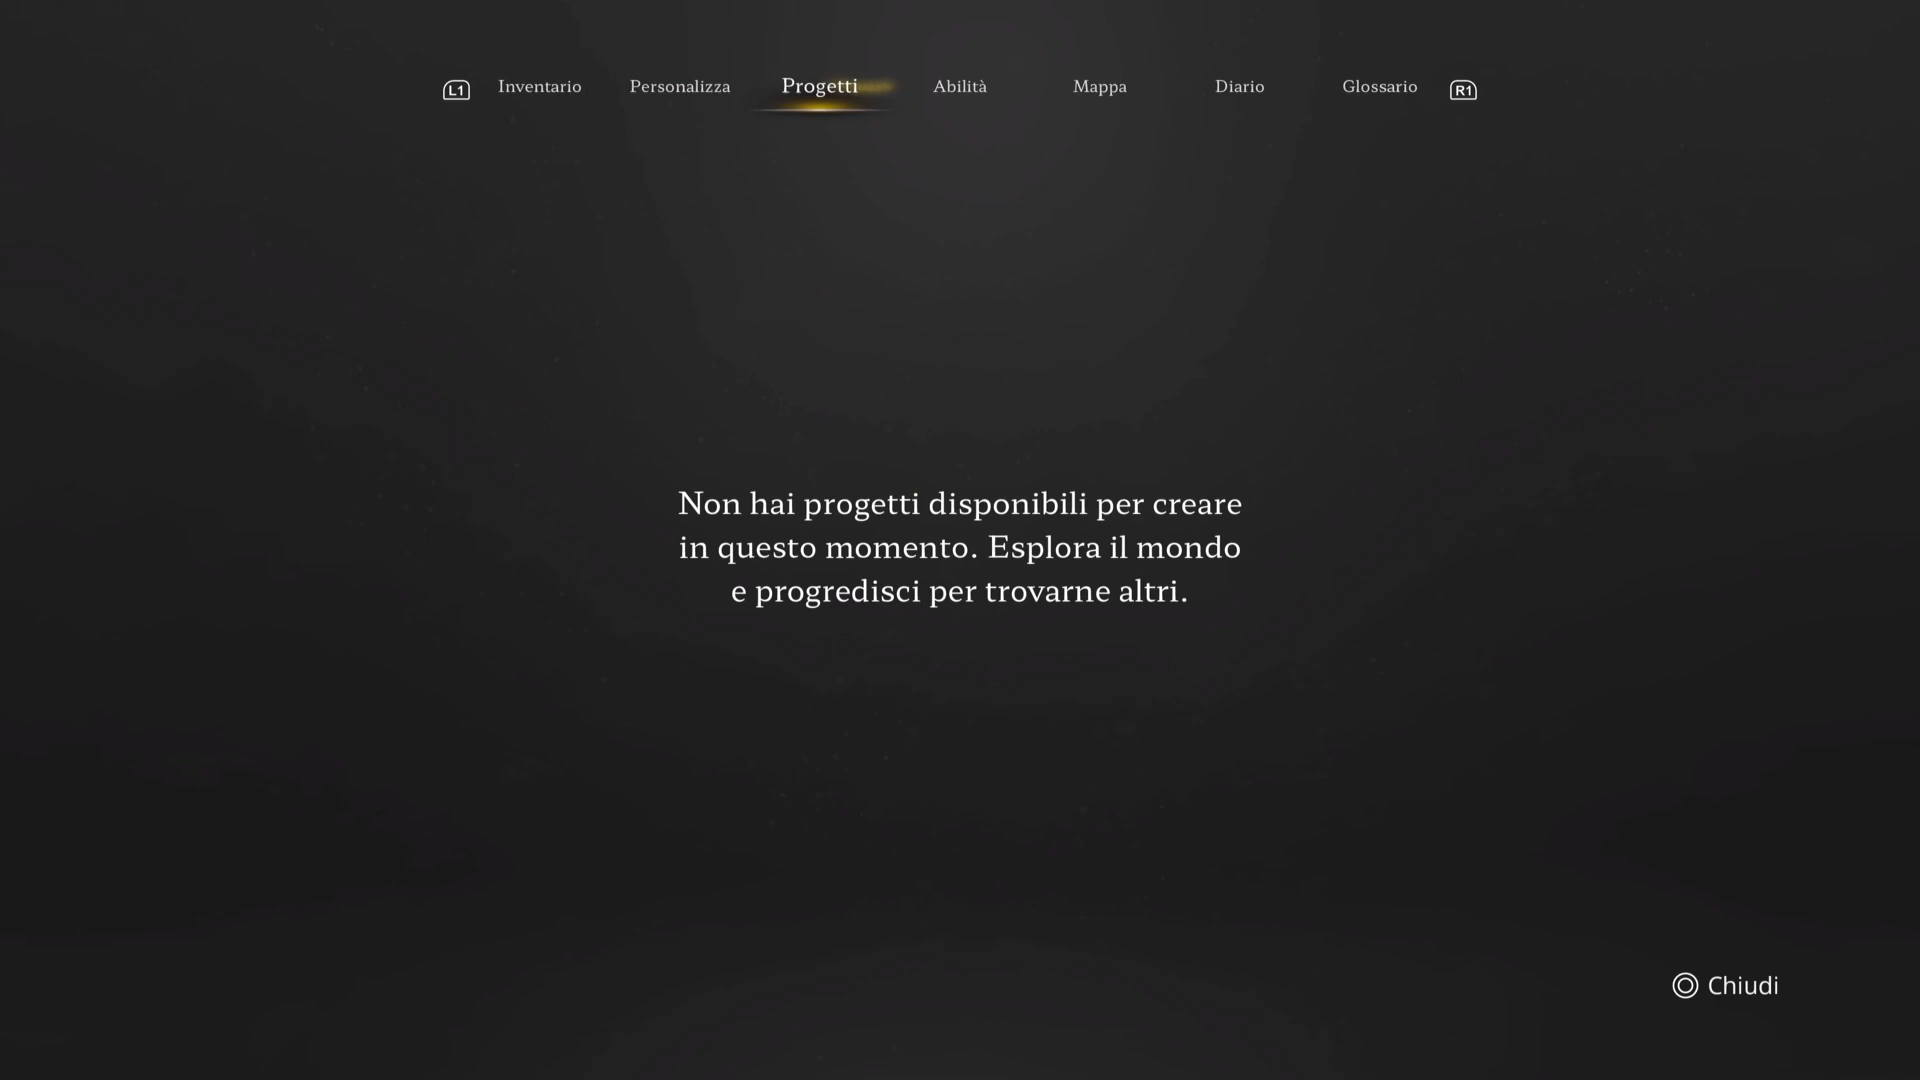 L1 Inventario Personalizza Progetti Abilità Mappa Diario Glossario R1
Non hai progetti disponibili per creare
in questo momento. Esplora il mondo
e progredisci per trovarne altri.
Chiudi